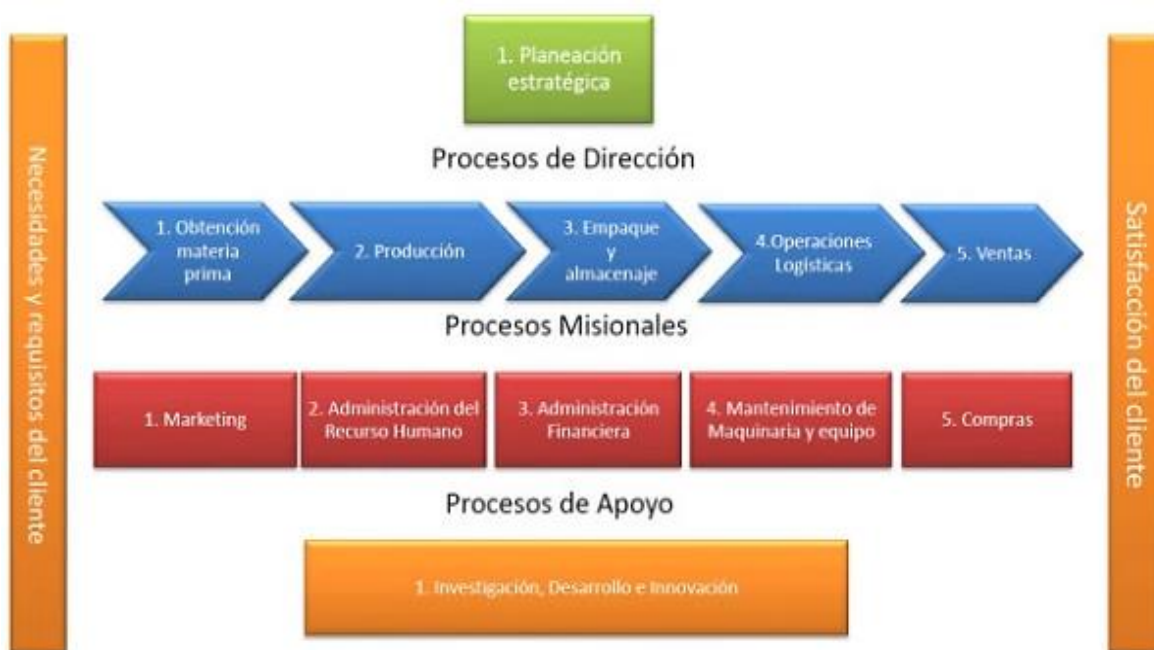 1. Planeación
estratégica
Procesos de Dirección
Necesidades y requisitos del cliente
1. Obtención
materia
prima
2. Producción
3. Empaque
y
almacenaje
4.Operaciones
Logísticas
5. Ventas
Satisfacción del cliente
Procesos Misionales
1. Marketing
2. Administración del
Recurso Humano
3. Administración
Financiera
4. Mantenimiento de
Maquinaria y equipo
5. Compras
Procesos de Apoyo
1. Investigación, Desarrollo e Innovación